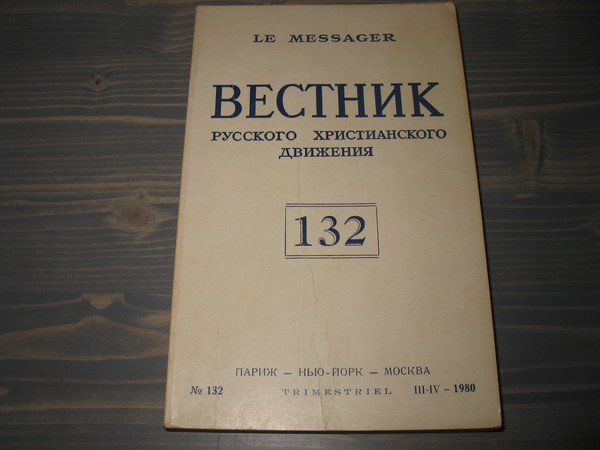 LE MESSAGER
ВЕСТНИК
РУССКОГО ХРИСТИАНСКОГО
ДВИЖЕНИЯ
132
ПАРИЖ – НЬЮ-ЙОРК – МОСКВА
№ 132 TRIMESTRIEL III-IV – 1980